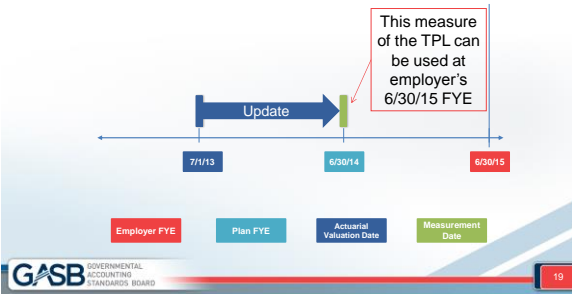 This measure
of the TPL can
be used at
employer's
6/30/15 FYE
Update
7/1/13
6/30/14
6/30/15
Employer FYE
Plan FYE
Actuarial
Valuation Date
Measurement
Date
GASB
GOVERNMENTAL
ACCOUNTING
STANDARDS BOARD
19